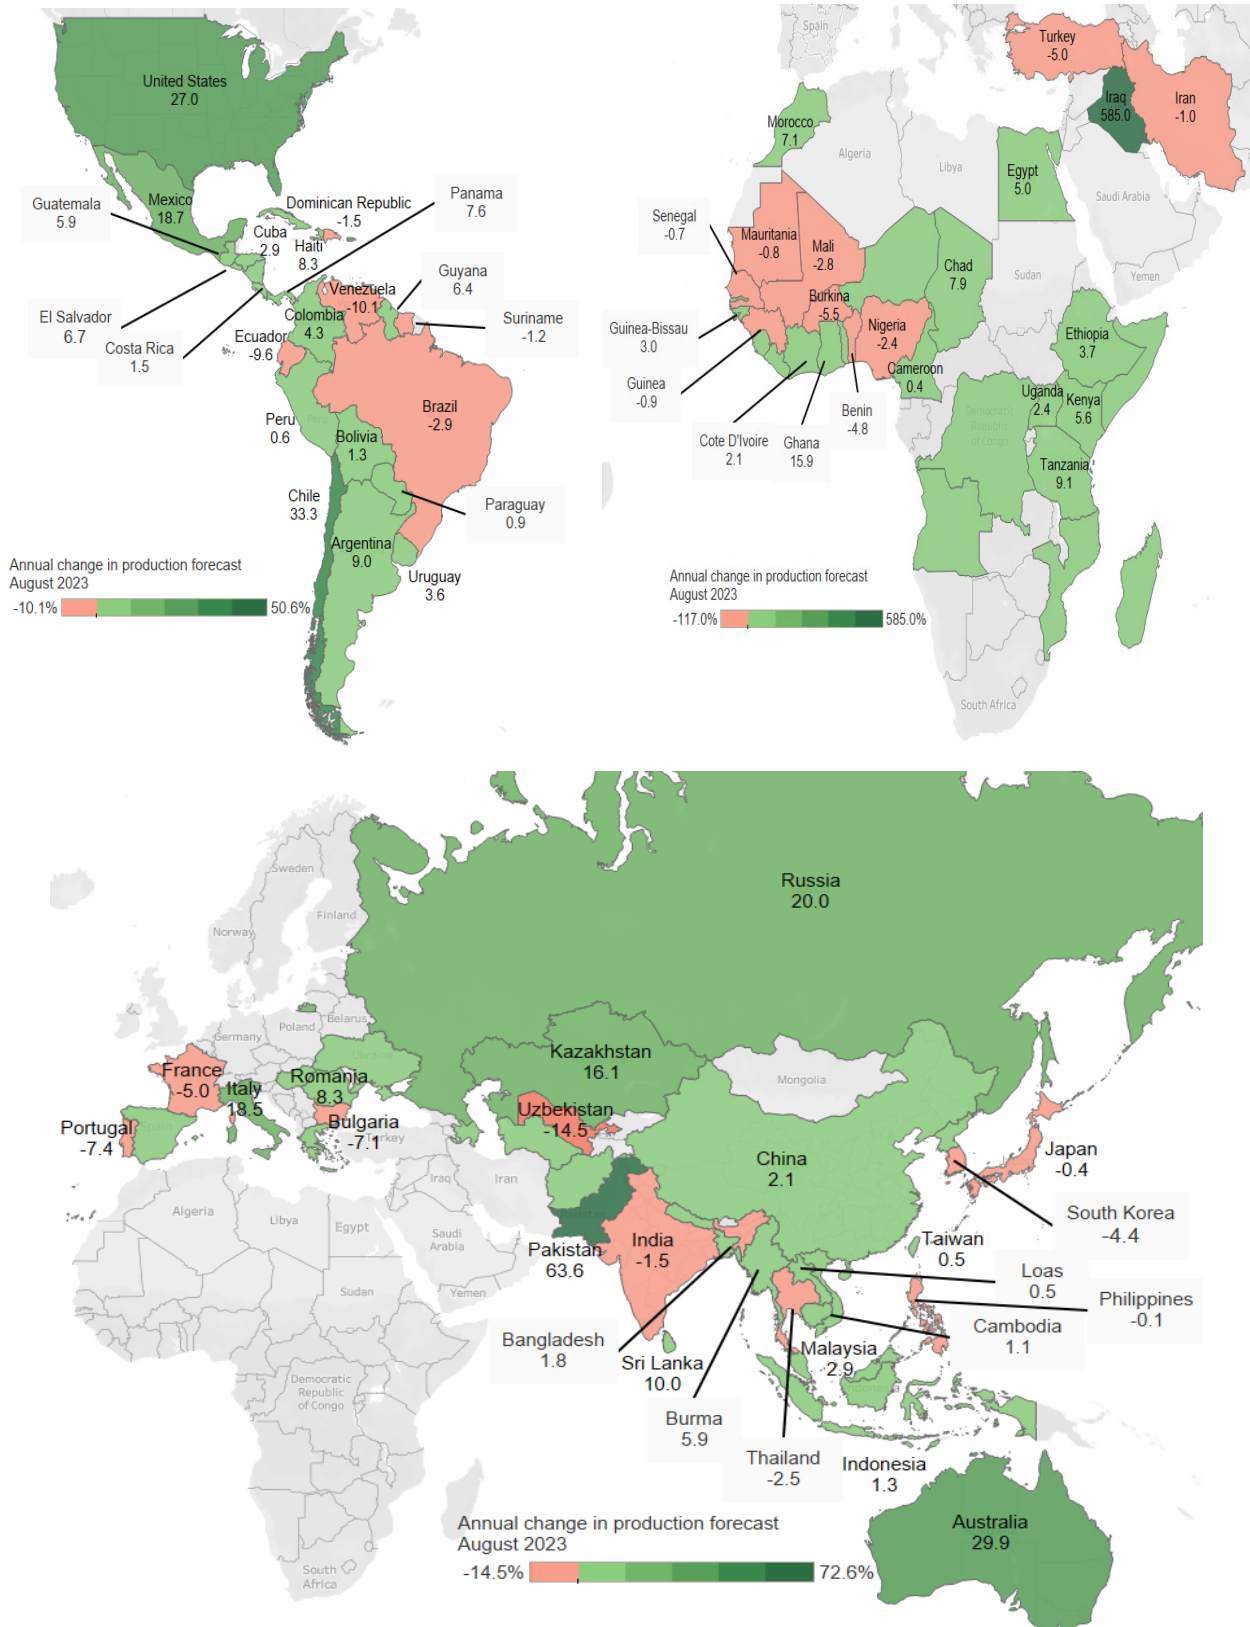 United States
27.0
Mexico
18.7
Guatemala
5.9
Dominican Republic
-1.5
Cuba
2.9
Haiti
8.3
Panama
7.6
El Salvador
6.7
Costa Rica
1.5
Venezuela
-10.1
Guyana
6.4
Suriname
-1.2
Colombia
4.3
Ecuador
-9.6
Brazil
-2.9
Peru
0.6
Peru
Bolivia
1.3
Chile
33.3
Paraguay
0.9
Argentina
9.0
Uruguay
3.6
Annual change in production forecast
August 2023
-10.1%
50.6%
Spain
Turkey
-5.0
Iraq
585.0
Iran
-1.0
Morocco
7.1
Algeria
Libya
Egypt
5.0
Saudi Arabia
Yemen
Senegal
-0.7
Mauritania
-0.8
Mali
-2.8
Chad
7.9
Sudan
Burkina
-5.5
Nigeria
-2.4
Ethiopia
3.7
Guinea-Bissau
3.0
Guinea
-0.9
Cameroon
0.4
Benin
-4.8
Cote D'Ivoire
2.1
Ghana
15.9
Uganda
2.4
Kenya
5.6
Democratic
Republic
of Congo
Tanzania
9.1
South Africa
Annual change in production forecast
August 2023
-117.0%
585.0%
Russia
20.0
Sweden
Finland
Norway
Germany
Poland
Belarus
Ukraine
France
-5.0
Italy
18.5
Romania
8.3
Bulgaria
-7.1
Turkey
Portugal
-7.4
Spain
Kazakhstan
16.1
Uzbekistan
-14.5
Mongolia
China
2.1
Japan
-0.4
South Korea
-4.4
Algeria
Libya
Egypt
Iraq
Iran
Saudi
Arabia
Yemen
Sudan
Pakistan
Pakistan
63.6
India
-1.5
Taiwan
0.5
Loas
0.5
Philippines
-0.1
Cambodia
1.1
Bangladesh
1.8
Sri Lanka
10.0
Malaysia
2.9
Burma
5.9
Thailand
-2.5
Indonesia
Indonesia
1.3
Democratic
Republic
of Congo
South
Africa
Australia
29.9
Annual change in production forecast
August 2023
-14.5%
72.6%